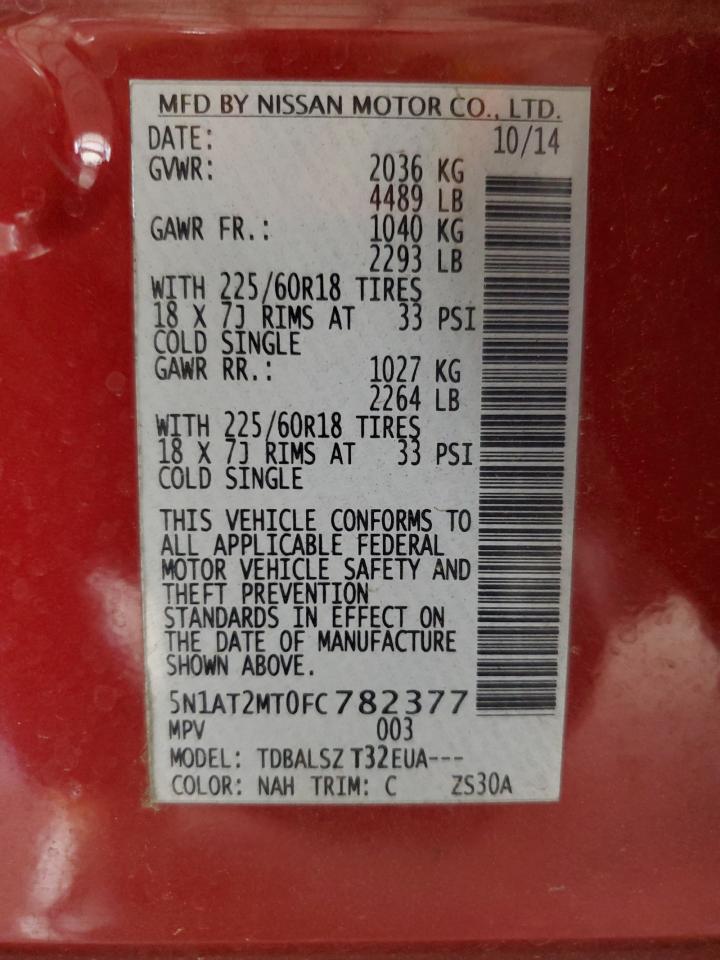 MFD BY NISSAN MOTOR CO., LTD.
DATE: 10/14
GVWR: 2036 KG
4489 LB
GAWR FR.: 1040 KG
2293 LB
WITH 225/60R18 TIRES
18 X 7J RIMS AT 33 PSI
COLD SINGLE
GAWR RR.: 1027 KG
2264 LB
WITH 225/60R18 TIRES
18 X 7J RIMS AT 33 PSI
COLD SINGLE
THIS VEHICLE CONFORMS TO
ALL APPLICABLE FEDERAL
MOTOR VEHICLE SAFETY AND
THEFT PREVENTION
STANDARDS IN EFFECT ON
THE DATE OF MANUFACTURE
SHOWN ABOVE.
5N1AT2MT0FC782377
MPV 003
MODEL: TDBALSZ T32EUA---
COLOR: NAH TRIM: C ZS30A